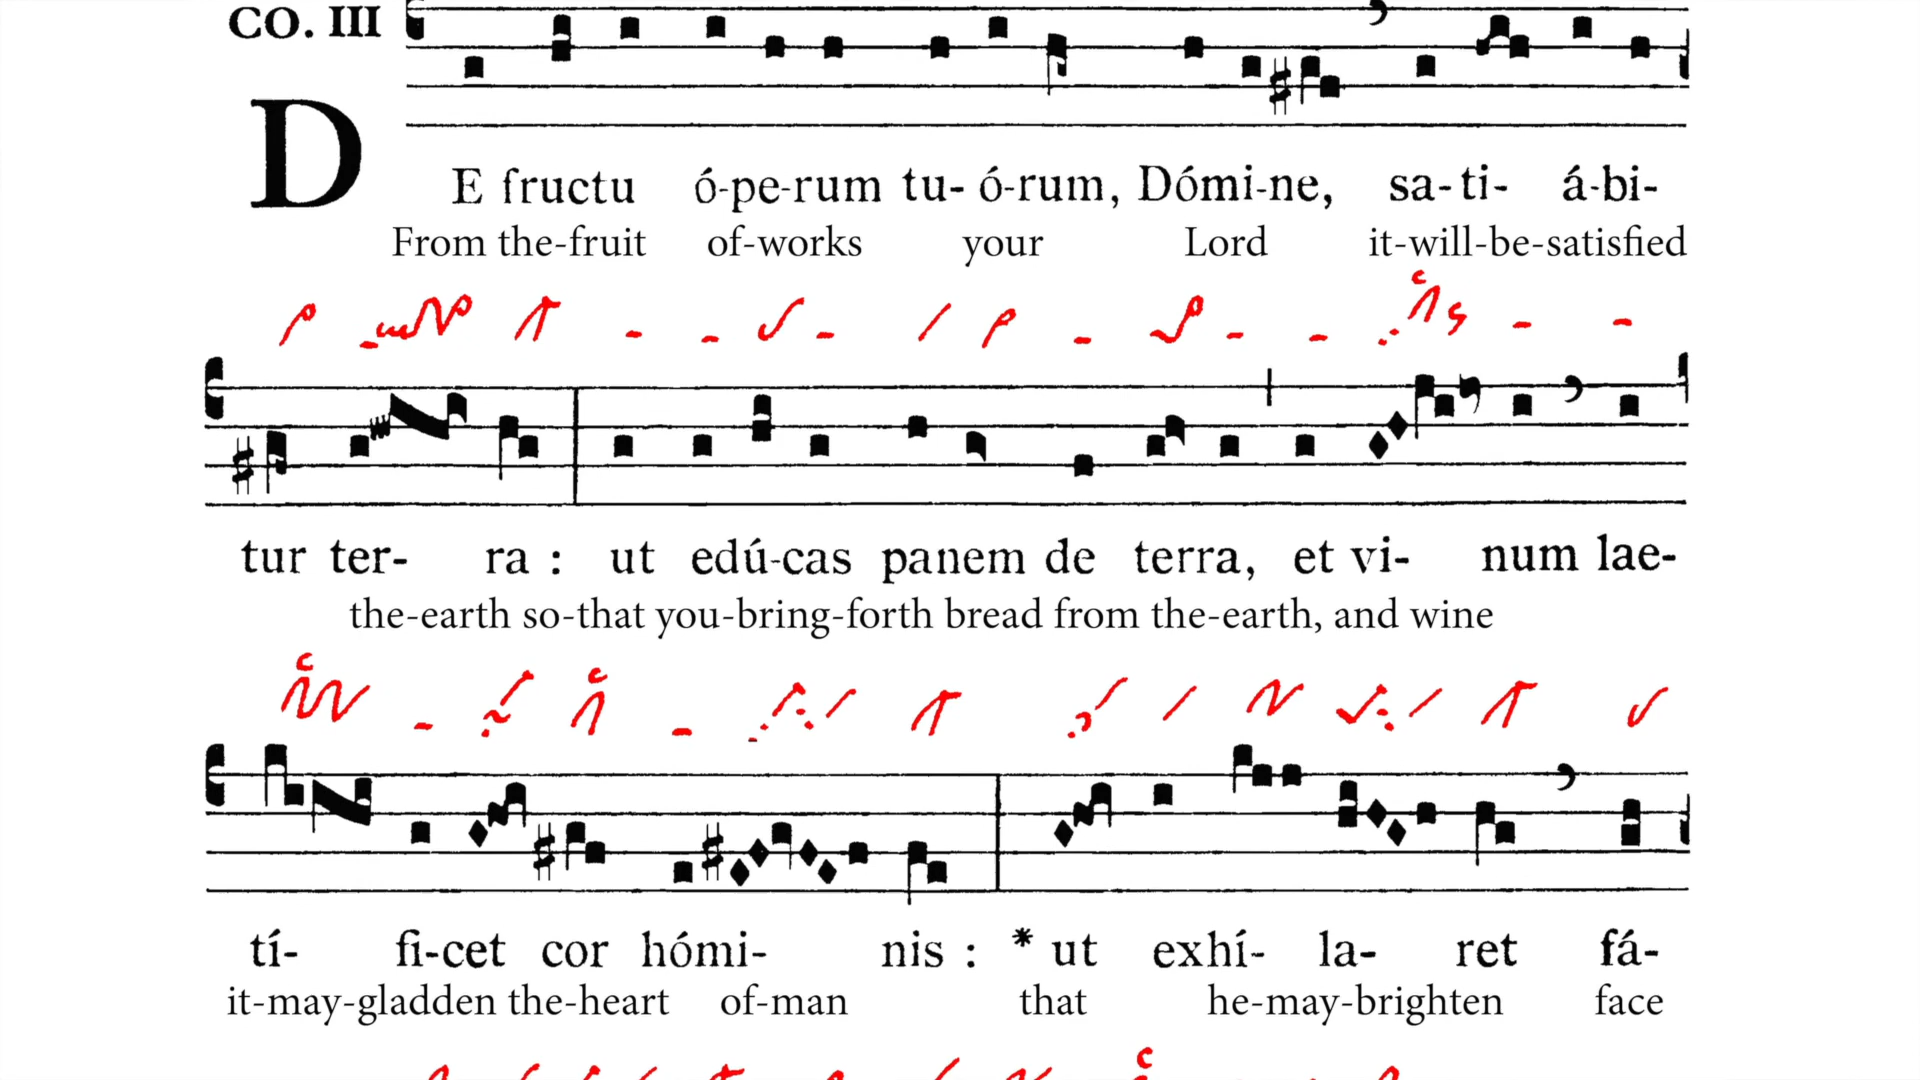 CO. III
DE fructu ó-pe-rum tu-ó-rum, Dómi-ne, sa-ti-á-bi-
From the-fruit of-works your Lord it-will-be-satisfied
tur ter-ra : ut edú-cas panem de terra, et vi-num lae-
the-earth so-that you-bring-forth bread from the-earth, and wine
tí-fi-cet cor hómi-nis : * ut exhí-la-ret fá-
it-may-gladden the-heart of-man that he-may-brighten face